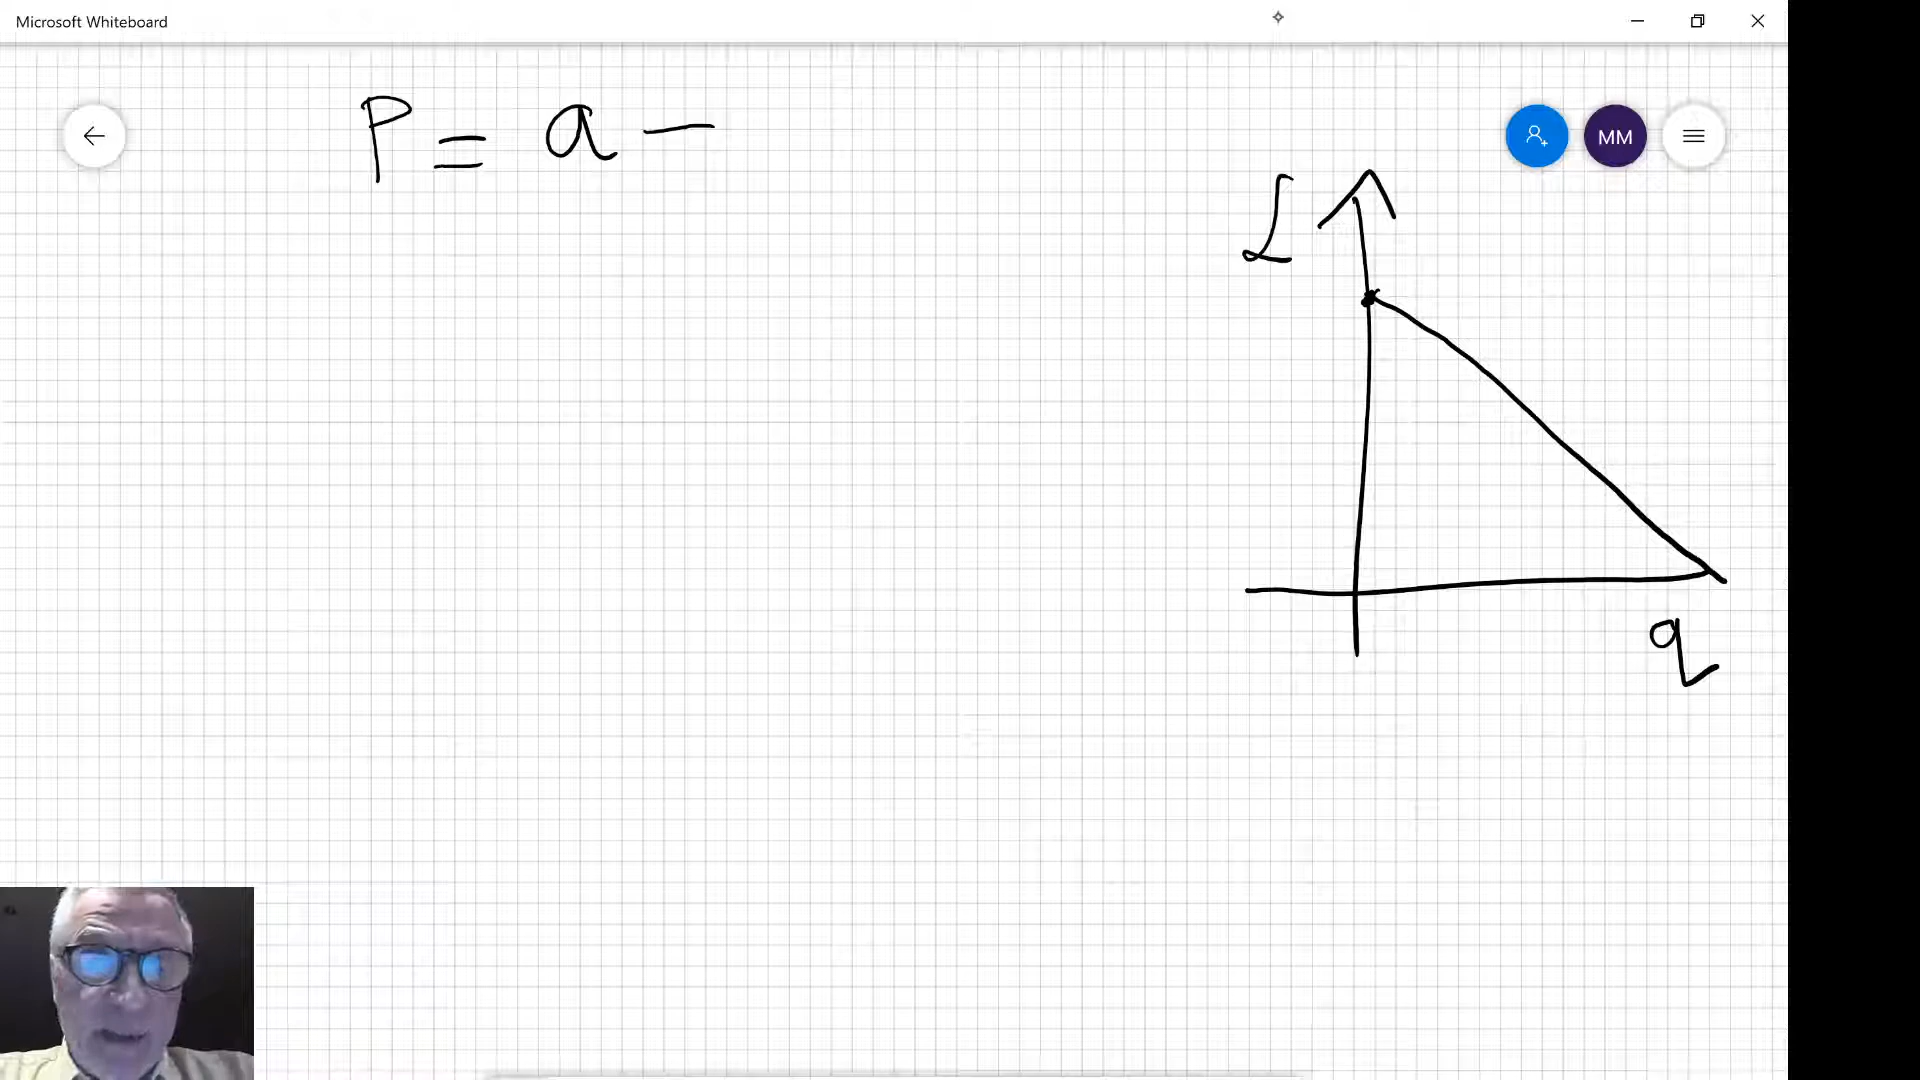 Microsoft Whiteboard
P = a —
MM
£
q